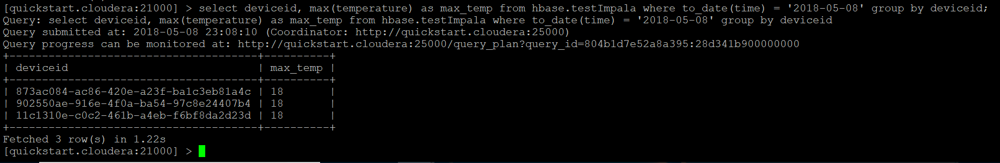 [quickstart.cloudera:21000] > select deviceid, max(temperature) as max_temp from hbase.testImpala where to_date(time) = '2018-05-08' group by deviceid;
Query: select deviceid, max(temperature) as max_temp from hbase.testImpala where to_date(time) = '2018-05-08' group by deviceid
Query submitted at: 2018-05-08 23:08:10 (Coordinator: http://quickstart.cloudera:25000)
Query progress can be monitored at: http://quickstart.cloudera:25000/query_plan?query_id=804b1d7e52a8a395:28d341b900000000
+--------------------------------------+----------+
| deviceid                             | max_temp |
+--------------------------------------+----------+
| 873ac084-ac86-420e-a23f-ba1c3eb81a4c | 18       |
| 902550ae-916e-4f0a-ba54-97c8e24407b4 | 18       |
| 11c1310e-c0c2-461b-a4eb-f6bf8da2d23d | 18       |
+--------------------------------------+----------+
Fetched 3 row(s) in 1.22s
[quickstart.cloudera:21000] >